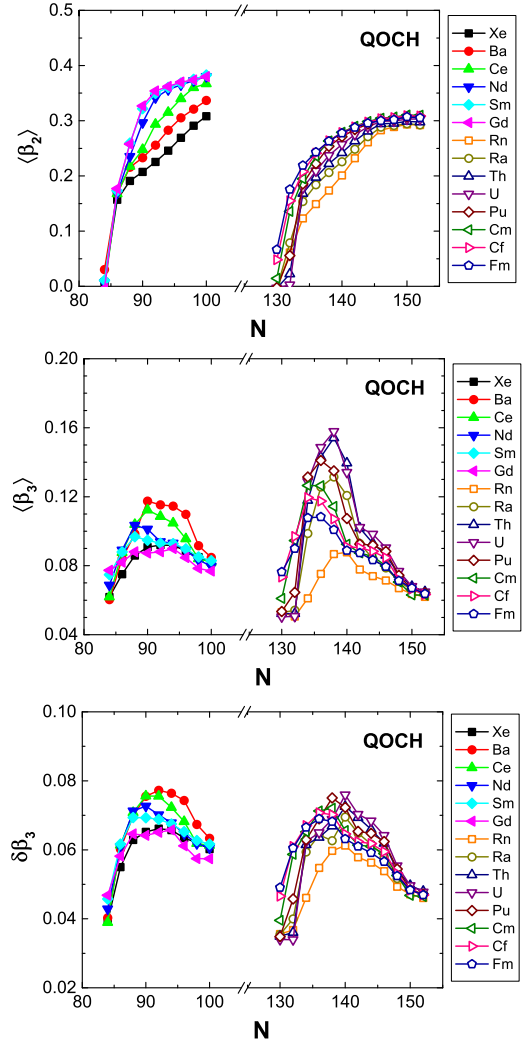 QOCH
0.5
0.4
0.3
0.2
0.1
0.0
⟨β₂⟩
80 90 100 130 140 150
N
Xe
Ba
Ce
Nd
Sm
Gd
Rn
Ra
Th
U
Pu
Cm
Cf
Fm
QOCH
0.20
0.16
0.12
0.08
0.04
⟨β₃⟩
80 90 100 130 140 150
N
Xe
Ba
Ce
Nd
Sm
Gd
Rn
Ra
Th
U
Pu
Cm
Cf
Fm
QOCH
0.10
0.08
0.06
0.04
0.02
δβ₃
80 90 100 130 140 150
N
Xe
Ba
Ce
Nd
Sm
Gd
Rn
Ra
Th
U
Pu
Cm
Cf
Fm